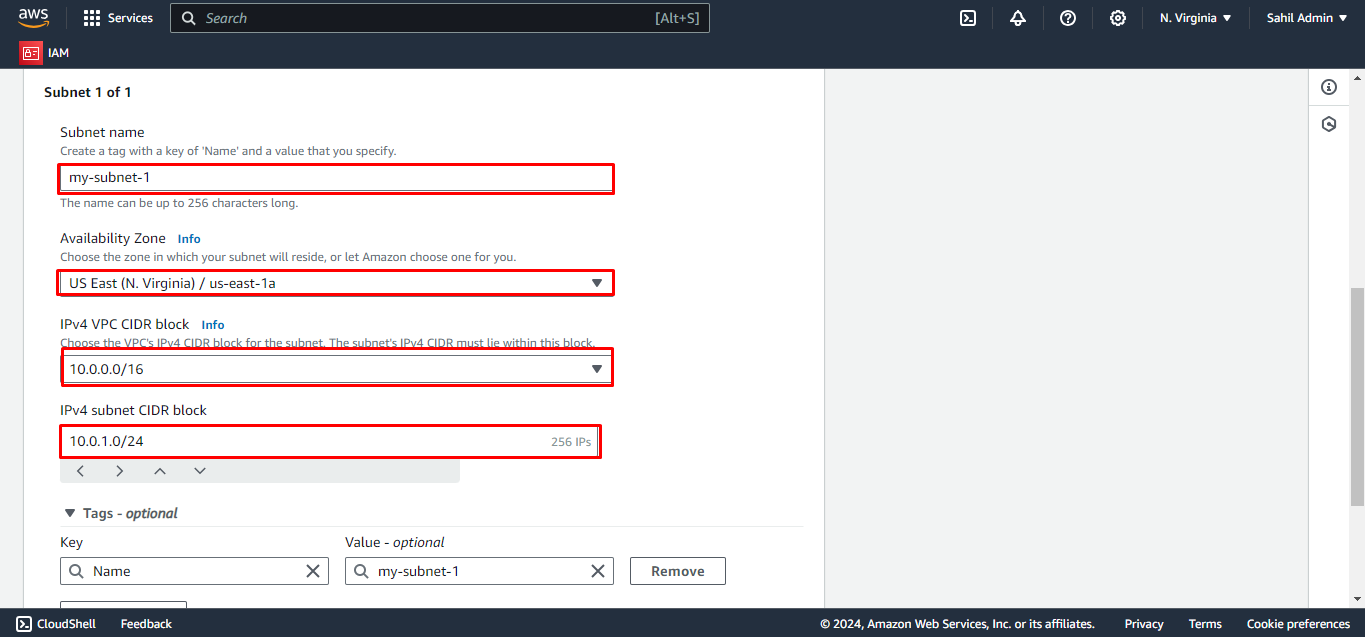 aws
Services
Search
[Alt+S]
N. Virginia
Sahil Admin
IAM
Subnet 1 of 1
Subnet name
Create a tag with a key of 'Name' and a value that you specify.
my-subnet-1
The name can be up to 256 characters long.
Availability Zone Info
Choose the zone in which your subnet will reside, or let Amazon choose one for you.
US East (N. Virginia) / us-east-1a
IPv4 VPC CIDR block Info
Choose the VPC's IPv4 CIDR block for the subnet. The subnet's IPv4 CIDR must lie within this block.
10.0.0.0/16
IPv4 subnet CIDR block
10.0.1.0/24
256 IPs
Tags - optional
Key
Value - optional
Name
my-subnet-1
Remove
CloudShell
Feedback
© 2024, Amazon Web Services, Inc. or its affiliates.
Privacy
Terms
Cookie preferences